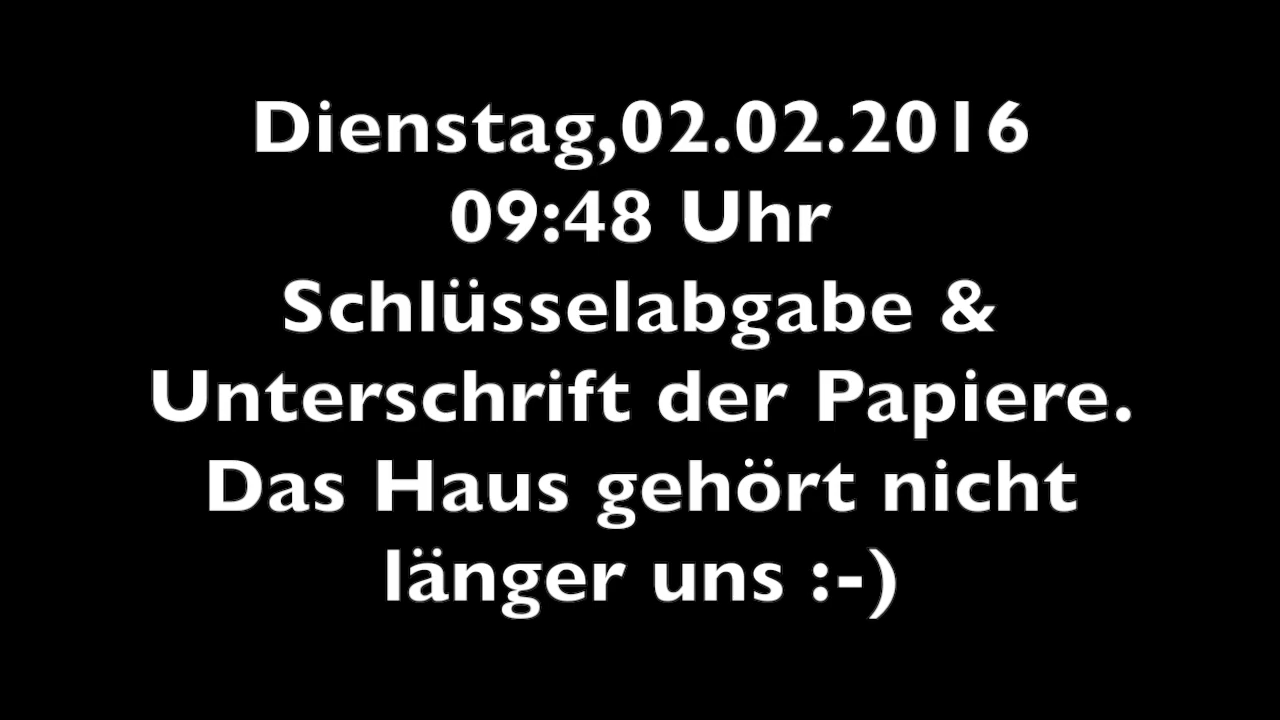 Dienstag,02.02.2016
09:48 Uhr
Schlüsselabgabe &
Unterschrift der Papiere.
Das Haus gehört nicht
länger uns :-)